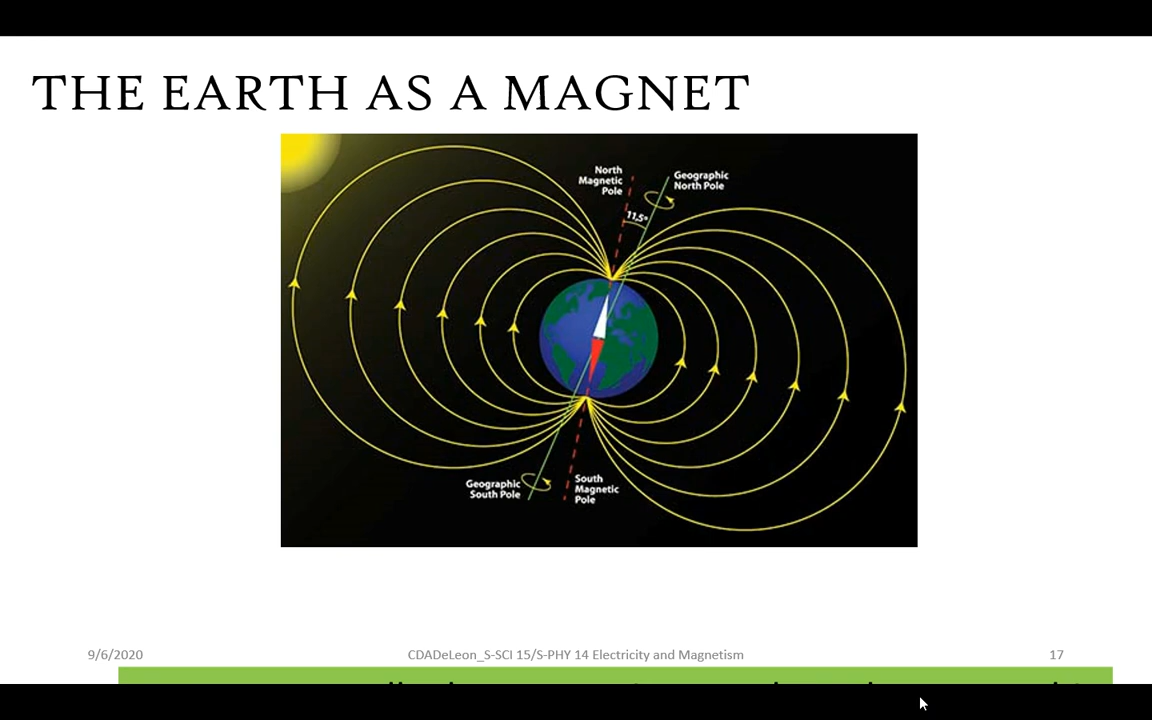 THE EARTH AS A MAGNET
North
Magnetic
Pole
Geographic
North Pole
11,5°
Geographic
South Pole
South
Magnetic
Pole
9/6/2020
CDADeLeon_S-SCI 15/S-PHY 14 Electricity and Magnetism
17